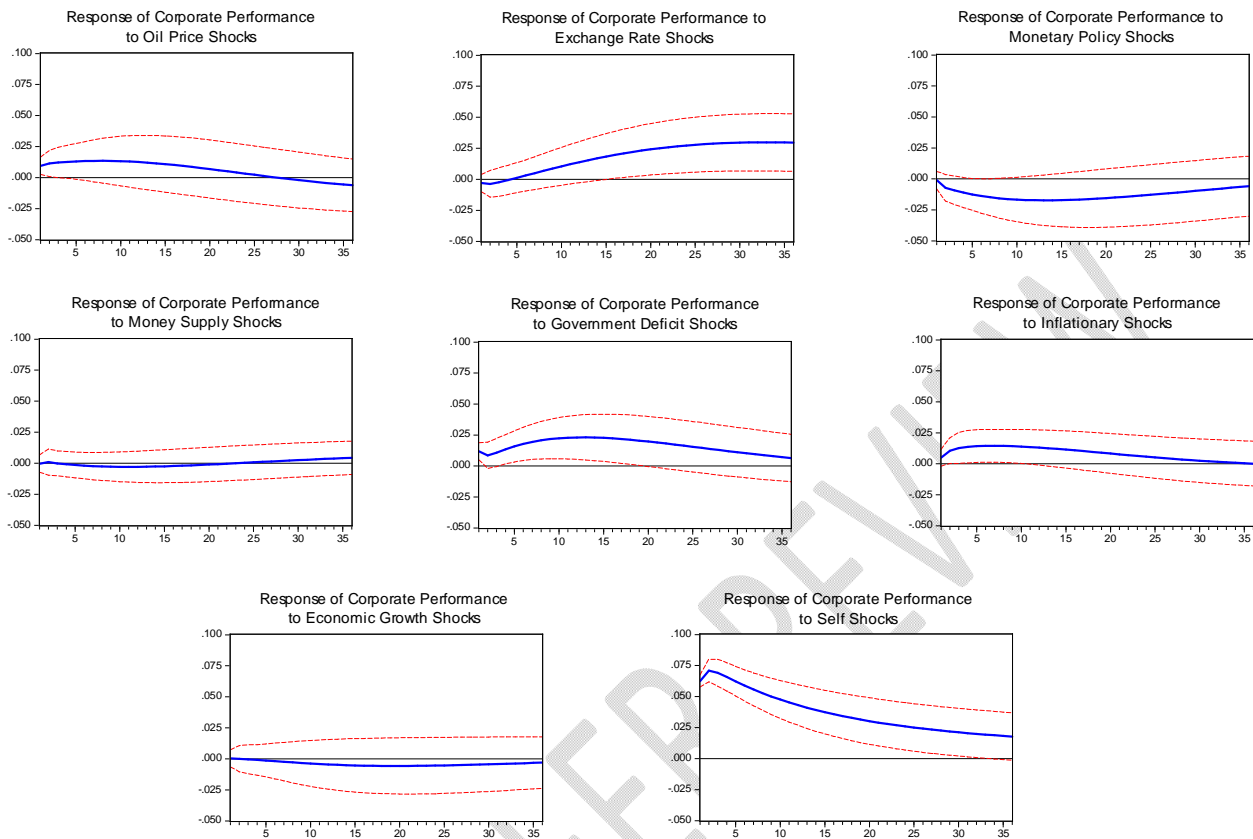 Response of Corporate Performance
to Oil Price Shocks
.100
.075
.050
.025
.000
-.025
-.050
5 10 15 20 25 30 35
Response of Corporate Performance to
Exchange Rate Shocks
.100
.075
.050
.025
.000
-.025
-.050
5 10 15 20 25 30 35
Response of Corporate Performance to
Monetary Policy Shocks
.100
.075
.050
.025
.000
-.025
-.050
5 10 15 20 25 30 35
Response of Corporate Performance
to Money Supply Shocks
.100
.075
.050
.025
.000
-.025
-.050
5 10 15 20 25 30 35
Response of Corporate Performance
to Government Deficit Shocks
.100
.075
.050
.025
.000
-.025
-.050
5 10 15 20 25 30 35
Response of Corporate Performance
to Inflationary Shocks
.100
.075
.050
.025
.000
-.025
-.050
5 10 15 20 25 30 35
Response of Corporate Performance
to Economic Growth Shocks
.100
.075
.050
.025
.000
-.025
-.050
5 10 15 20 25 30 35
Response of Corporate Performance
to Self Shocks
.100
.075
.050
.025
.000
-.025
-.050
5 10 15 20 25 30 35